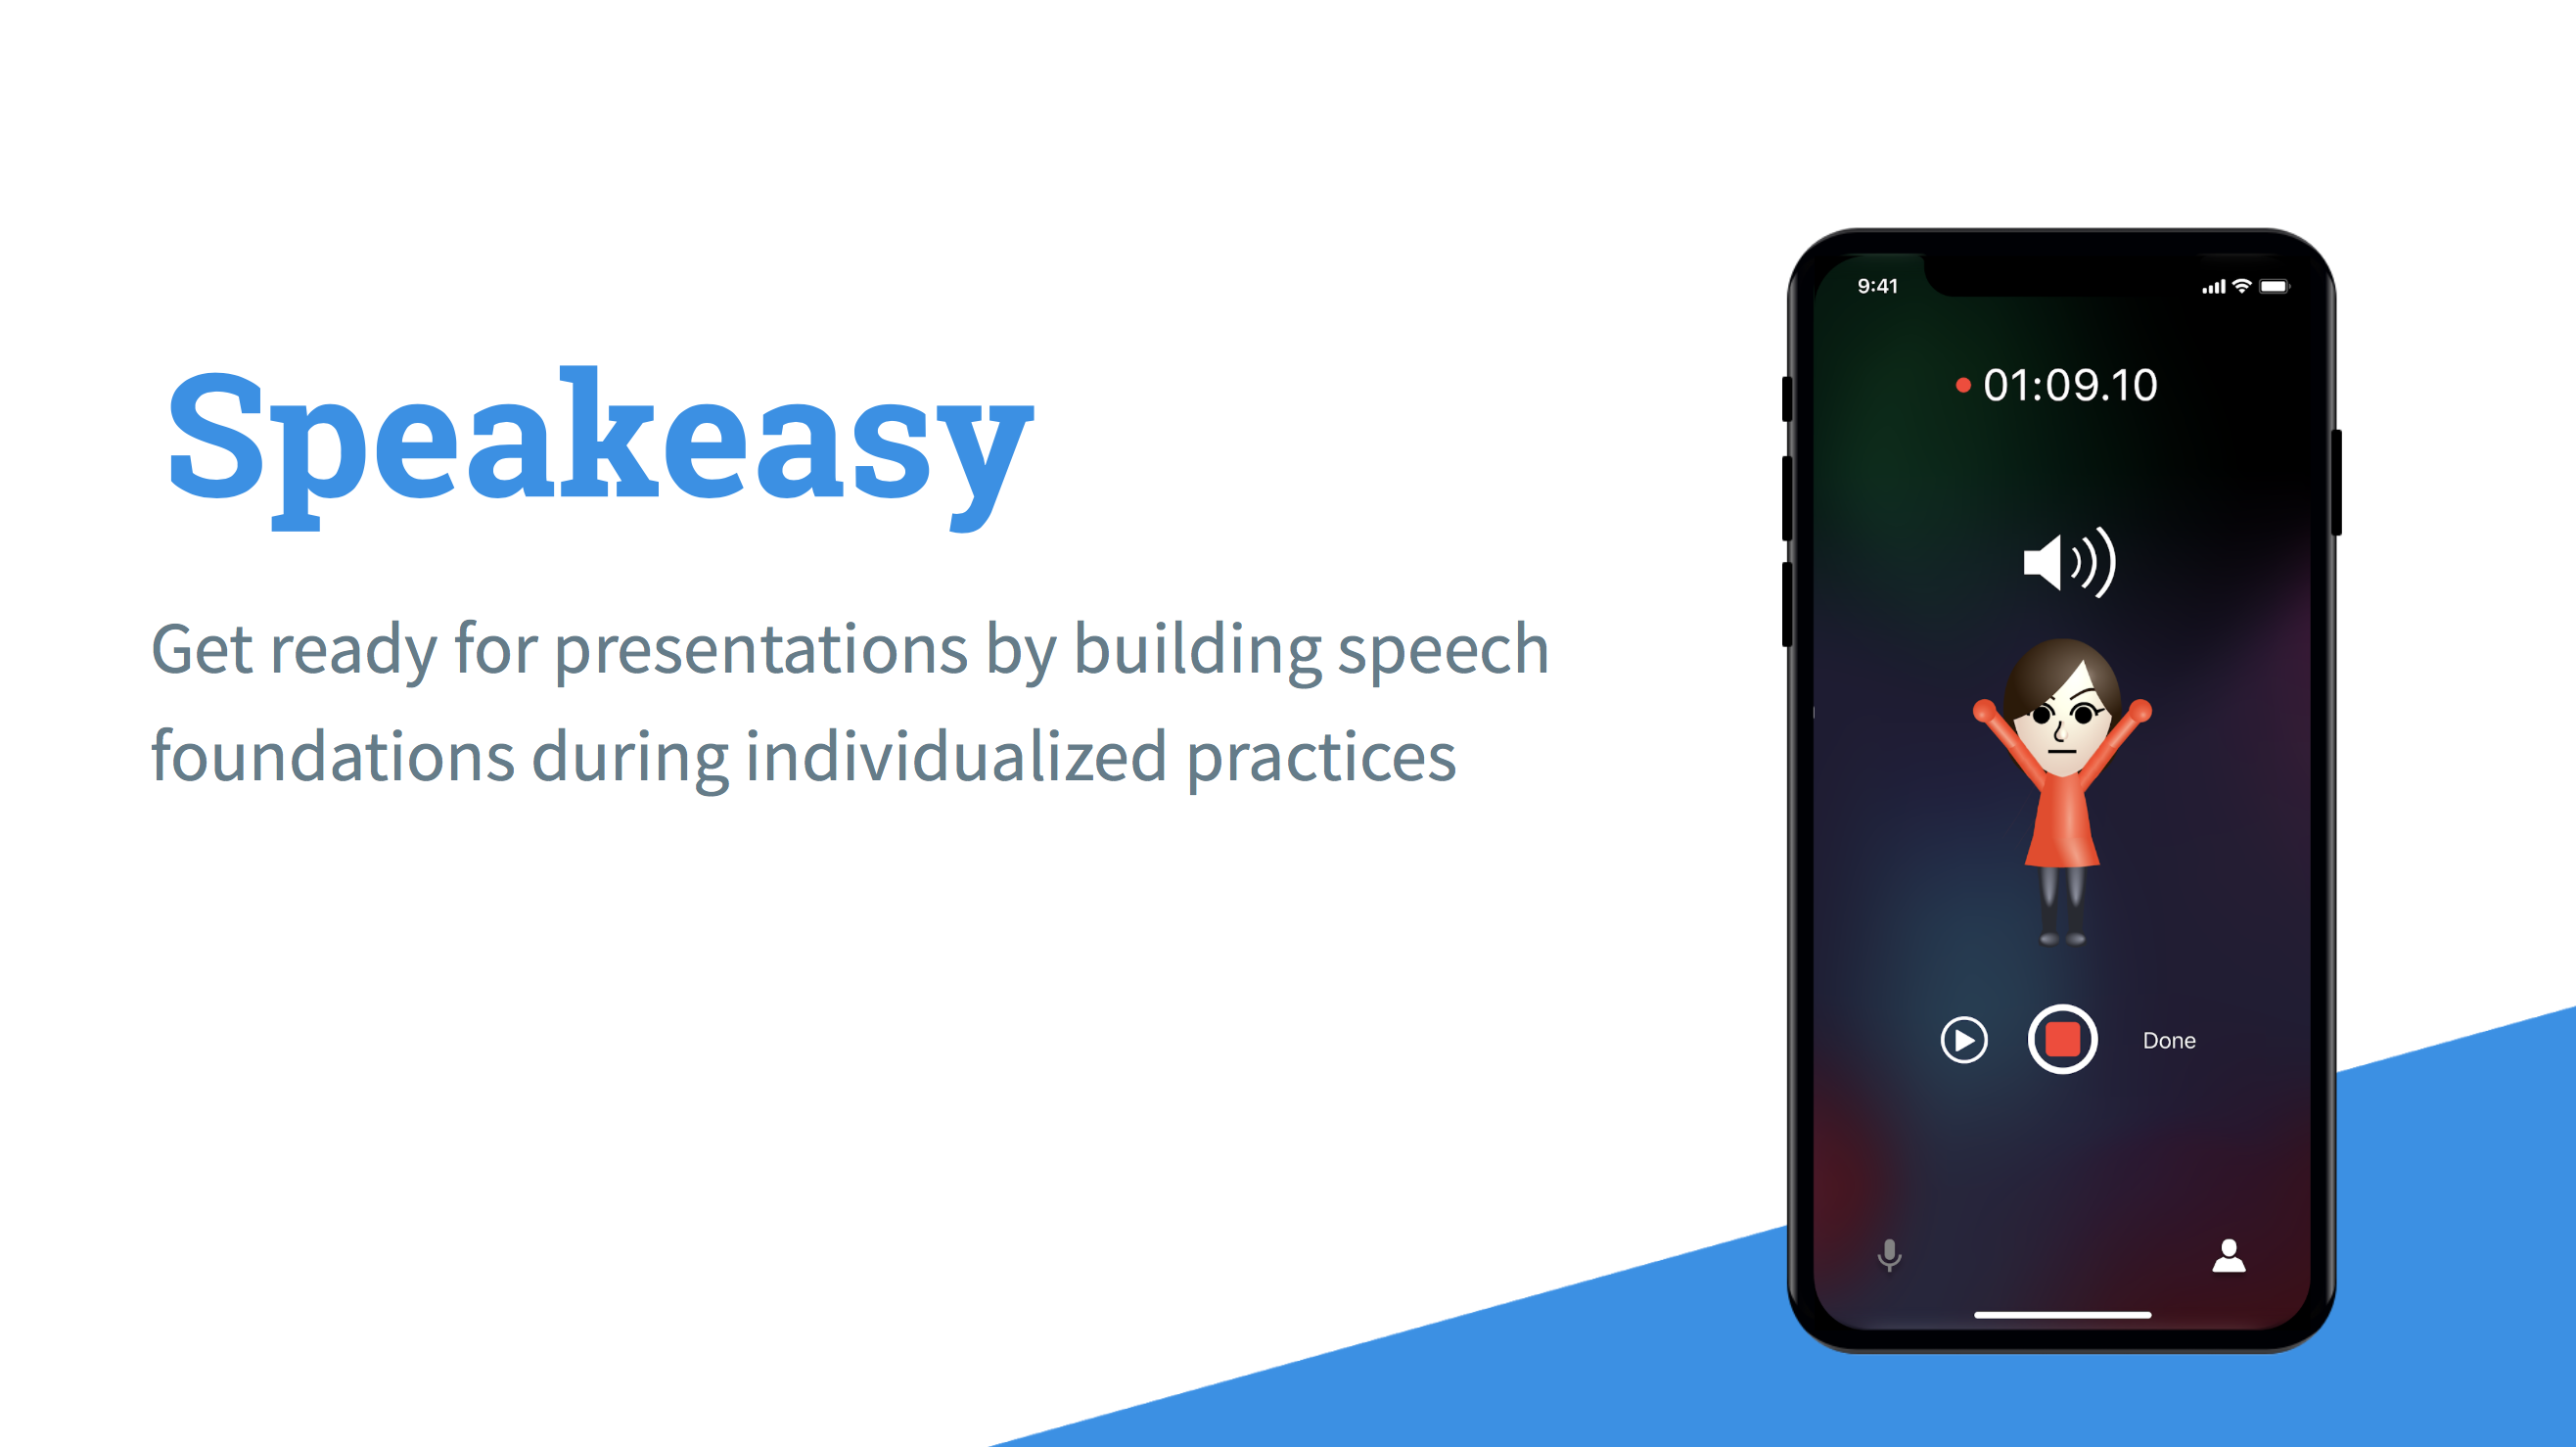 Speakeasy
Get ready for presentations by building speech
foundations during individualized practices
9:41
01:09.10
Done